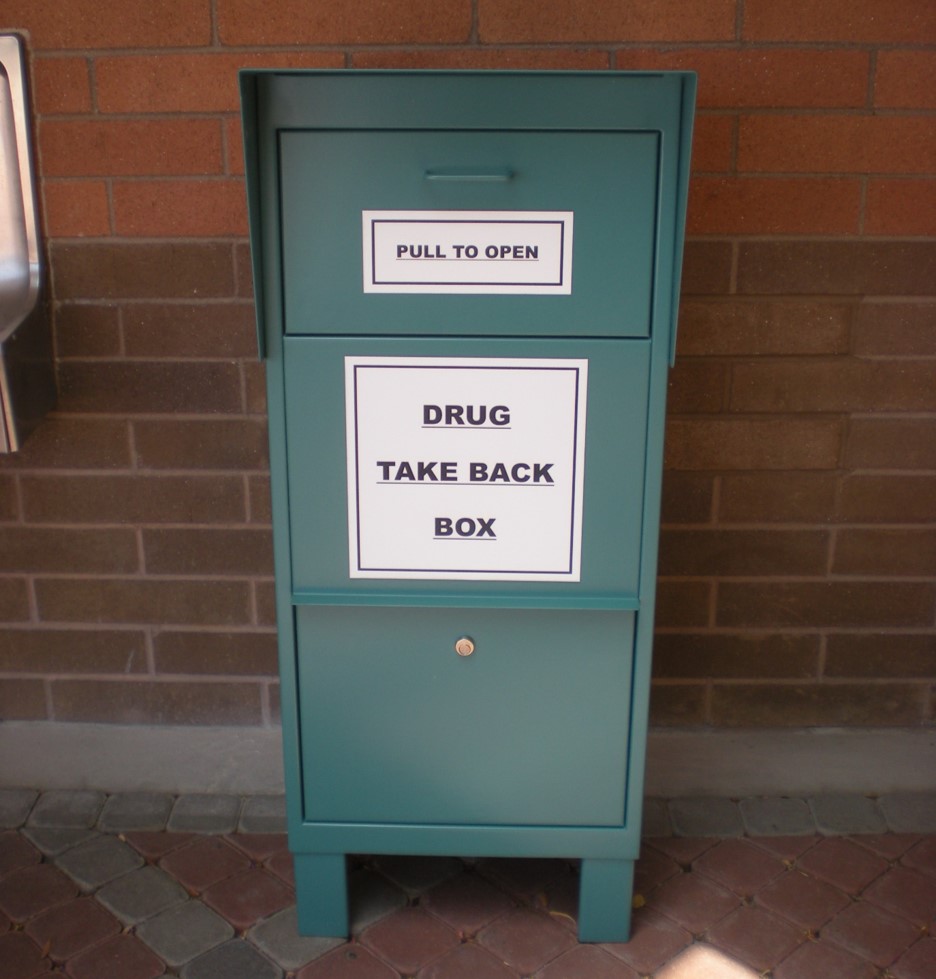 PULL TO OPEN
DRUG
TAKE BACK
BOX